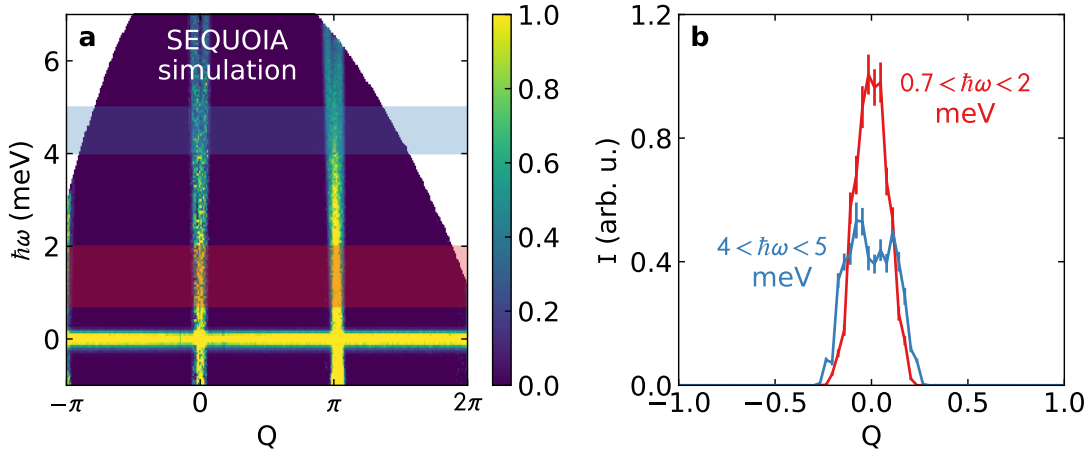 a
SEQUOIA
simulation
ħω (meV)
6
4
2
0
−π
0
π
2π
Q
1.0
0.8
0.6
0.4
0.2
0.0
b
I (arb. u.)
1.2
0.8
0.4
0.0
0.7 < ħω < 2
meV
4 < ħω < 5
meV
−1.0
−0.5
0.0
0.5
1.0
Q